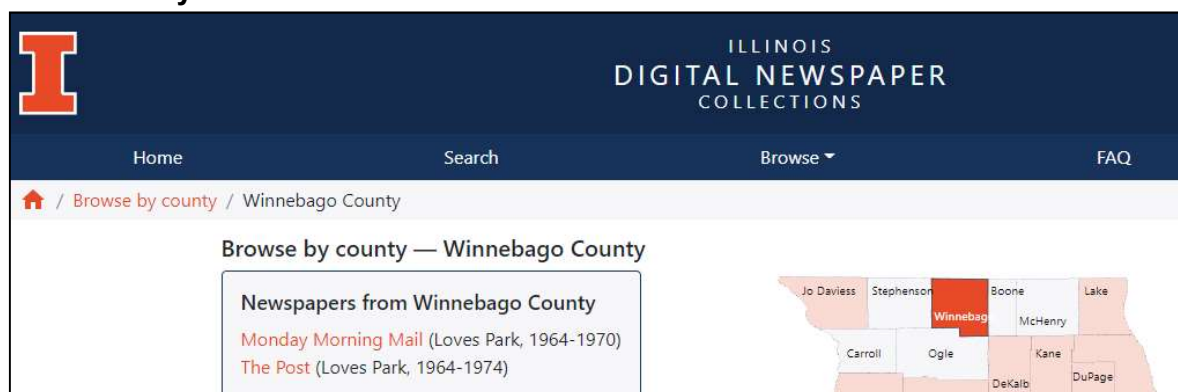 I
ILLINOIS
DIGITAL NEWSPAPER
COLLECTIONS
Home Search Browse FAQ
/ Browse by county / Winnebago County
Browse by county — Winnebago County
Newspapers from Winnebago County
Monday Morning Mail (Loves Park, 1964-1970)
The Post (Loves Park, 1964-1974)
Jo Daviess Stephenson Boone Lake
Winnebago McHenry
Carroll Ogle Kane
DeKalb DuPage